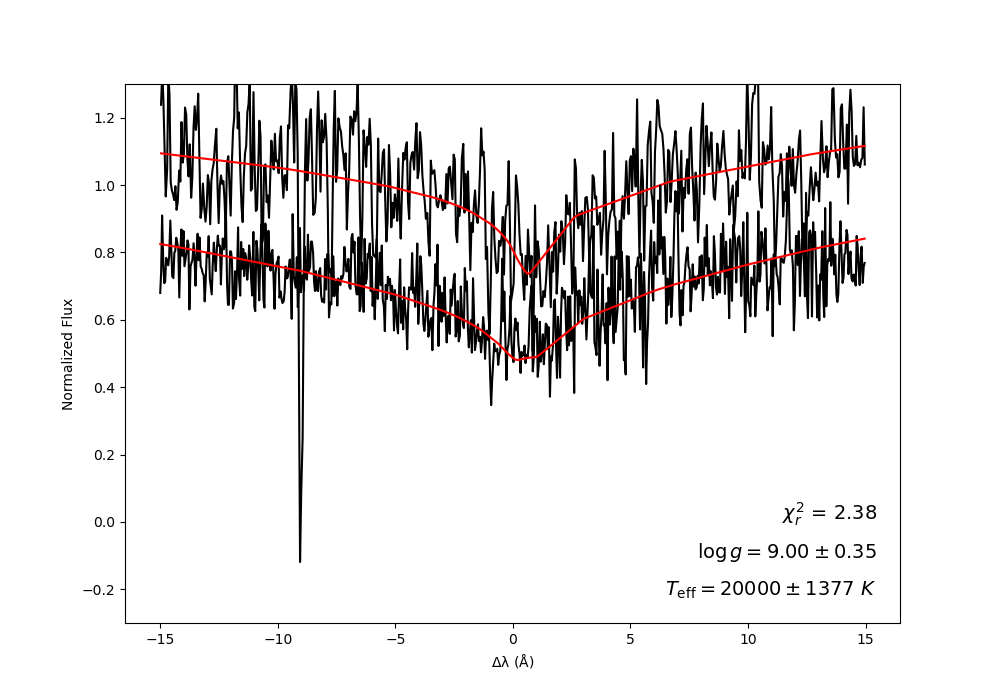 1.2
1.0
0.8
0.6
0.4
0.2
0.0
−0.2
Normalized Flux
χ²ᵣ = 2.38
log g = 9.00 ± 0.35
T_eff = 20000 ± 1377 K
−15 −10 −5 0 5 10 15
Δλ (Å)